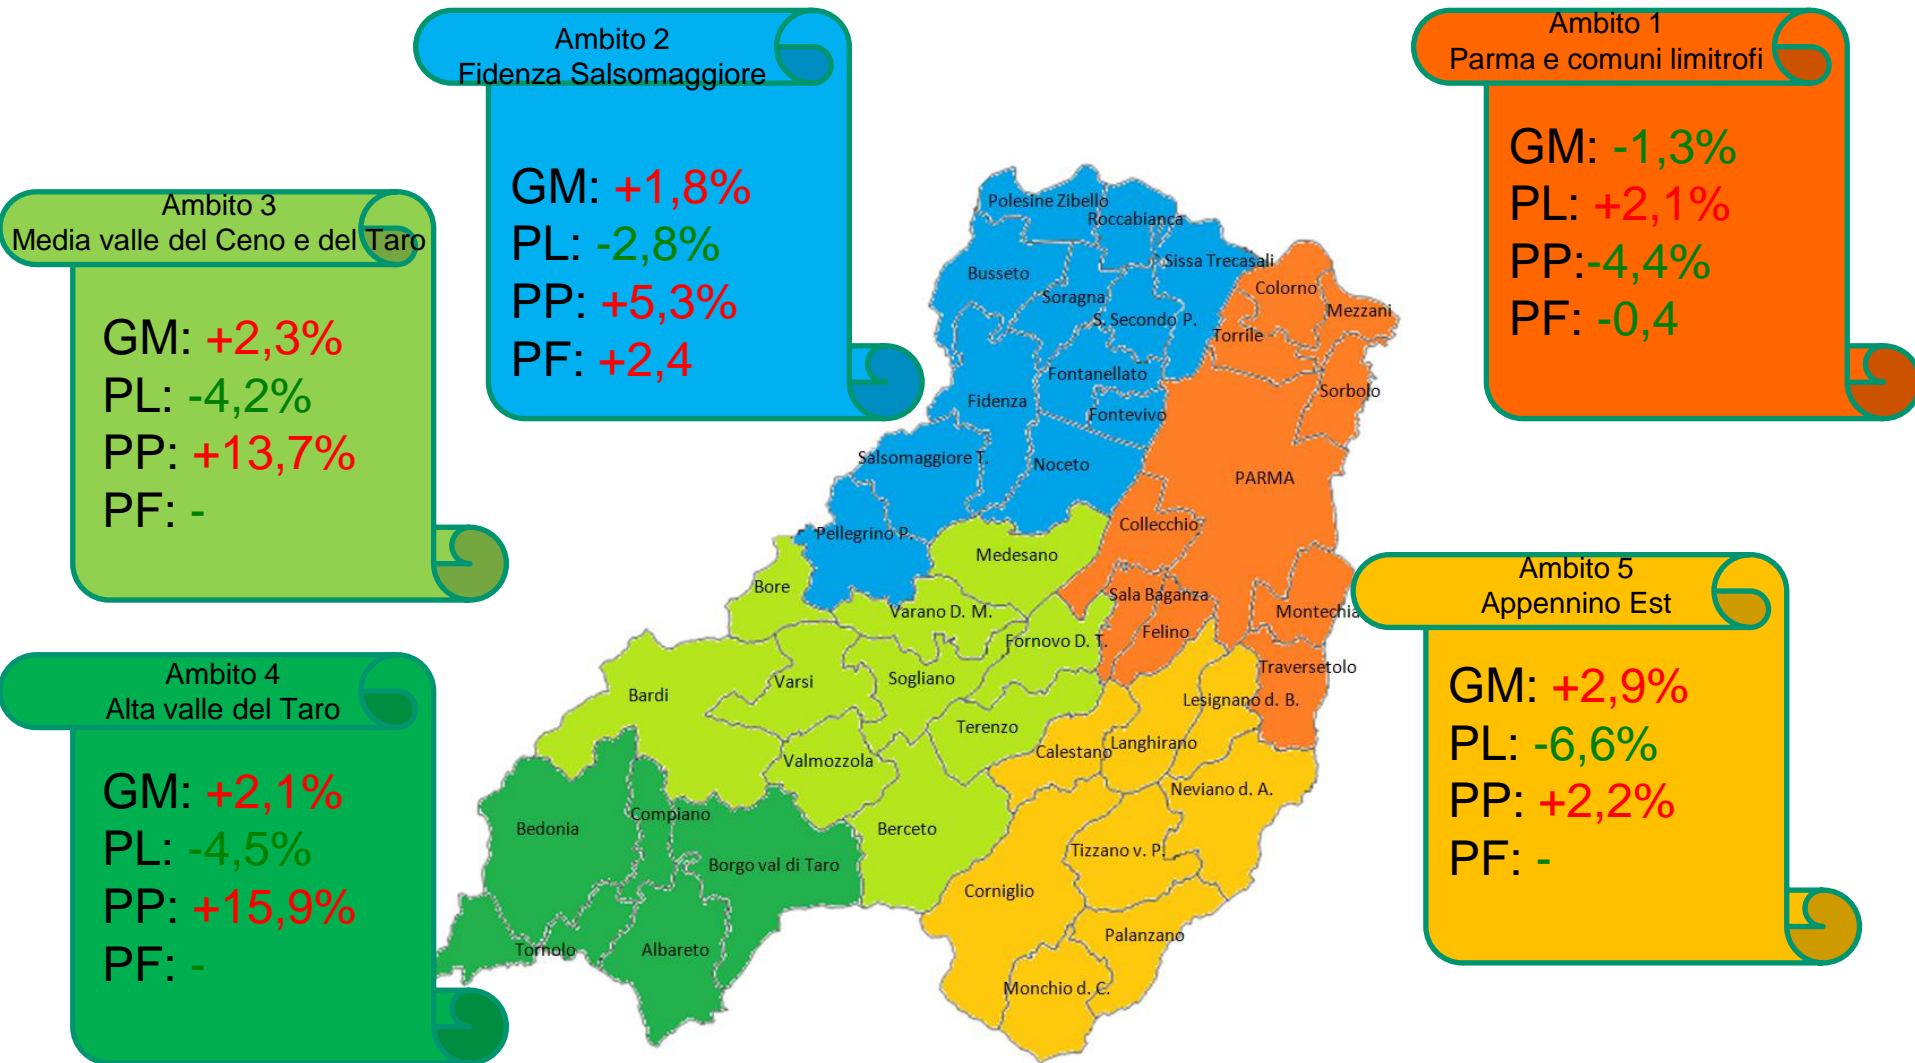 Ambito 2
Fidenza Salsomaggiore
GM: +1,8%
PL: -2,8%
PP: +5,3%
PF: +2,4
Ambito 1
Parma e comuni limitrofi
GM: -1,3%
PL: +2,1%
PP:-4,4%
PF: -0,4
Ambito 3
Media valle del Ceno e del Taro
GM: +2,3%
PL: -4,2%
PP: +13,7%
PF: -
Ambito 4
Alta valle del Taro
GM: +2,1%
PL: -4,5%
PP: +15,9%
PF: -
Ambito 5
Appennino Est
GM: +2,9%
PL: -6,6%
PP: +2,2%
PF: -
Polesine Zibello
Roccabianca
Sissa Trecasali
Busseto
Soragna
S. Secondo P.
Colorno
Mezzani
Torrile
Fontanellato
Sorbolo
Fidenza
Fontevivo
Salsomaggiore T.
Noceto
PARMA
Collecchio
Pellegrino P.
Medesano
Bore
Sala Baganza
Montechia
Varano D. M.
Felino
Fornovo D. T.
Traversetolo
Bardi
Varsi
Sogliano
Lesignano d. B.
Terenzo
Calestano
Langhirano
Valmozzola
Neviano d. A.
Compiano
Bedonia
Berceto
Tizzano v. P.
Borgo val di Taro
Corniglio
Palanzano
Tornolo
Albareto
Monchio d. C.